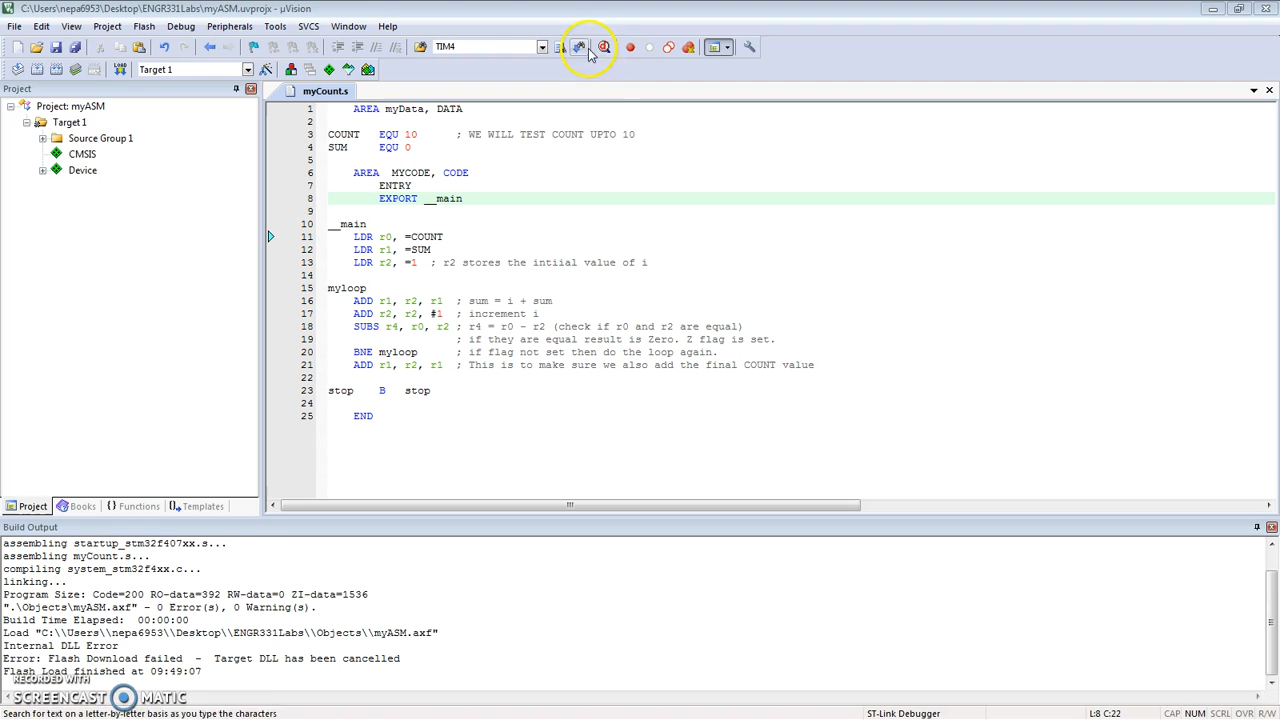 C:\Users\nepa6953\Desktop\ENGR331Labs\myASM.uvprojx - µVision
File Edit View Project Flash Debug Peripherals Tools SVCS Window Help
TIM4
LOAD Target 1
Project
myCount.s
Project: myASM
Target 1
Source Group 1
CMSIS
Device
1 AREA myData, DATA
2
3 COUNT EQU 10 ; WE WILL TEST COUNT UPTO 10
4 SUM EQU 0
5
6 AREA MYCODE, CODE
7 ENTRY
8 EXPORT __main
9
10 __main
11 LDR r0, =COUNT
12 LDR r1, =SUM
13 LDR r2, =1 ; r2 stores the intiial value of i
14
15 myloop
16 ADD r1, r2, r1 ; sum = i + sum
17 ADD r2, r2, #1 ; increment i
18 SUBS r4, r0, r2 ; r4 = r0 - r2 (check if r0 and r2 are equal)
19 ; if they are equal result is Zero. Z flag is set.
20 BNE myloop ; if flag not set then do the loop again.
21 ADD r1, r2, r1 ; This is to make sure we also add the final COUNT value
22
23 stop B stop
24
25 END
Project Books {} Functions 0→ Templates
Build Output
assembling startup_stm32f407xx.s...
assembling myCount.s...
compiling system_stm32f4xx.c...
linking...
Program Size: Code=200 RO-data=392 RW-data=0 ZI-data=1536
".\Objects\myASM.axf" - 0 Error(s), 0 Warning(s).
Build Time Elapsed: 00:00:00
Load "C:\\Users\\nepa6953\\Desktop\\ENGR331Labs\\Objects\\myASM.axf"
Internal DLL Error
Error: Flash Download failed - Target DLL has been cancelled
Flash Load finished at 09:49:07
RECORDED WITH
SCREENCAST MATIC
Search for text on a letter-by-letter basis as you type the characters
ST-Link Debugger L:8 C:22 CAP NUM SCRL OVR R/W